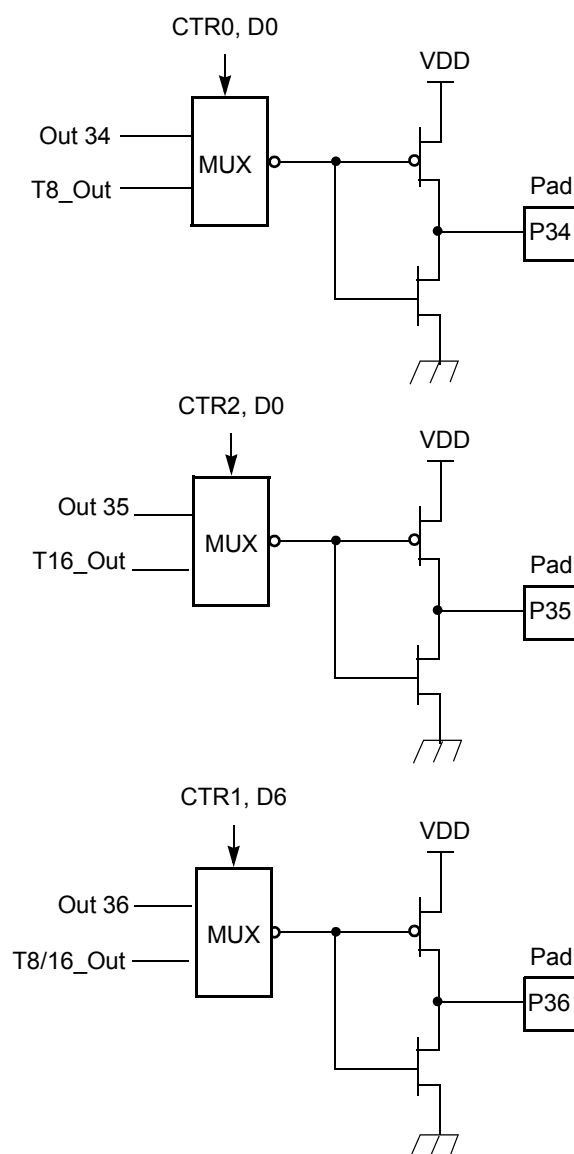 CTR0, D0
VDD
Out 34
MUX
T8_Out
Pad
P34
CTR2, D0
VDD
Out 35
MUX
T16_Out
Pad
P35
CTR1, D6
VDD
Out 36
MUX
T8/16_Out
Pad
P36